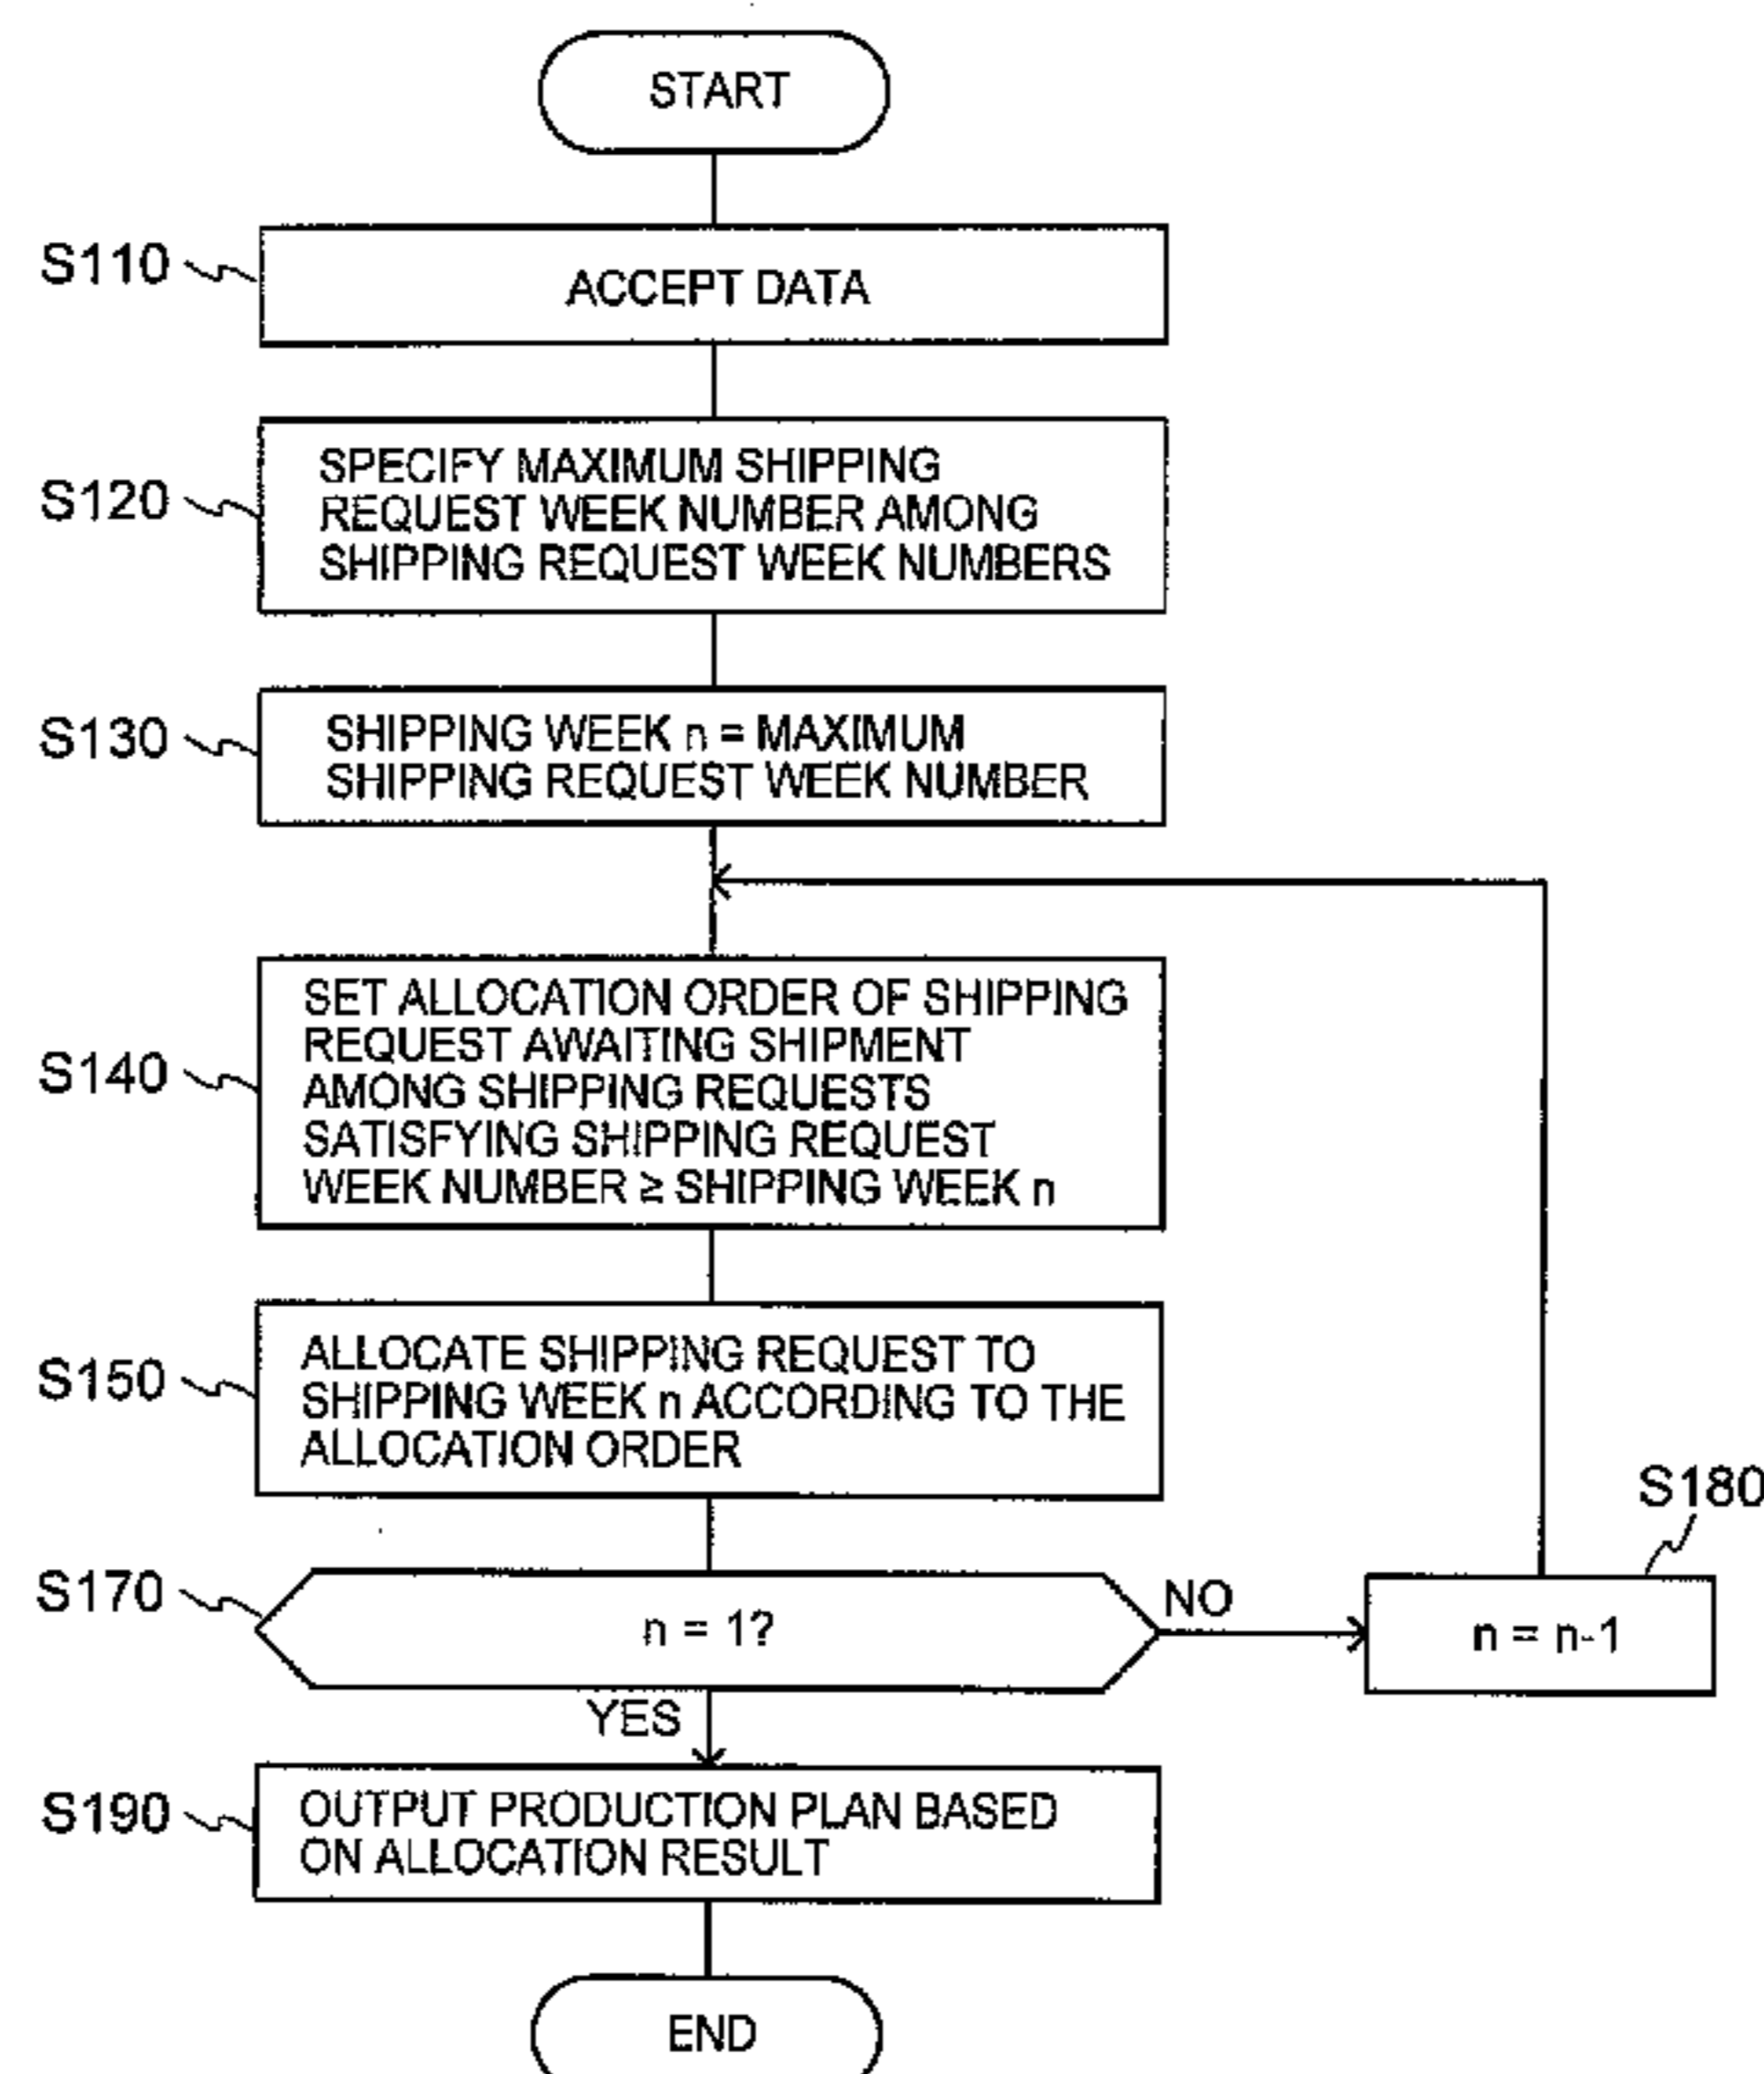 START
S110
ACCEPT DATA
S120
SPECIFY MAXIMUM SHIPPING
REQUEST WEEK NUMBER AMONG
SHIPPING REQUEST WEEK NUMBERS
S130
SHIPPING WEEK n = MAXIMUM
SHIPPING REQUEST WEEK NUMBER
S140
SET ALLOCATION ORDER OF SHIPPING
REQUEST AWAITING SHIPMENT
AMONG SHIPPING REQUESTS
SATISFYING SHIPPING REQUEST
WEEK NUMBER ≥ SHIPPING WEEK n
S150
ALLOCATE SHIPPING REQUEST TO
SHIPPING WEEK n ACCORDING TO THE
ALLOCATION ORDER
S170
n = 1?
NO
S180
n = n-1
YES
S190
OUTPUT PRODUCTION PLAN BASED
ON ALLOCATION RESULT
END